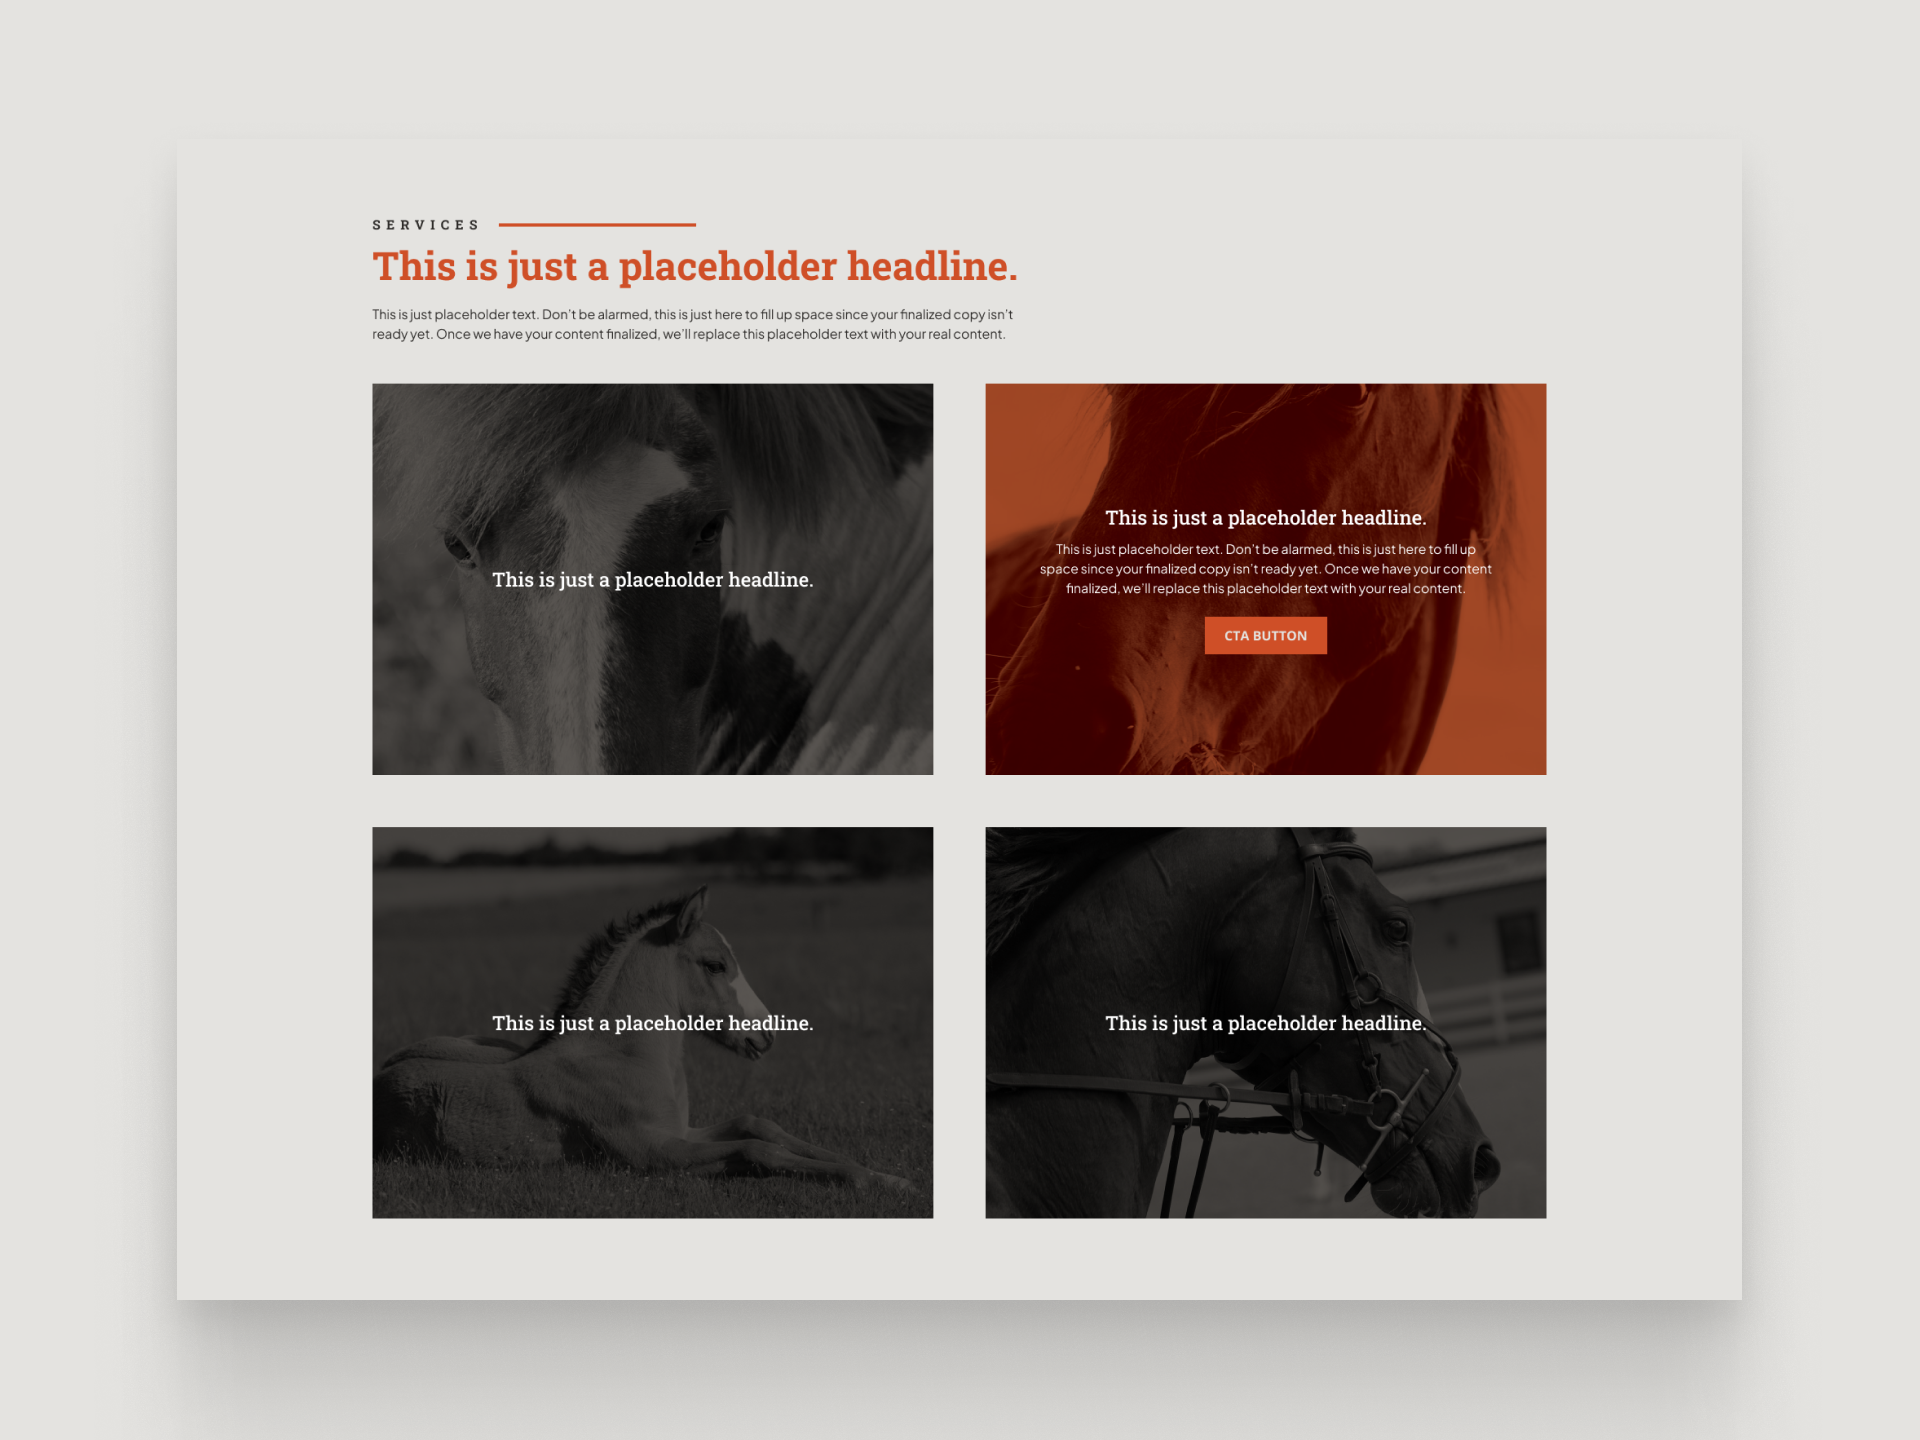 SERVICES
This is just a placeholder headline.
This is just placeholder text. Don't be alarmed, this is just here to fill up space since your finalized copy isn't
ready yet. Once we have your content finalized, we'll replace this placeholder text with your real content.
This is just a placeholder headline.
This is just a placeholder headline.
This is just placeholder text. Don't be alarmed, this is just here to fill up
space since your finalized copy isn't ready yet. Once we have your content
finalized, we'll replace this placeholder text with your real content.
CTA BUTTON
This is just a placeholder headline.
This is just a placeholder headline.